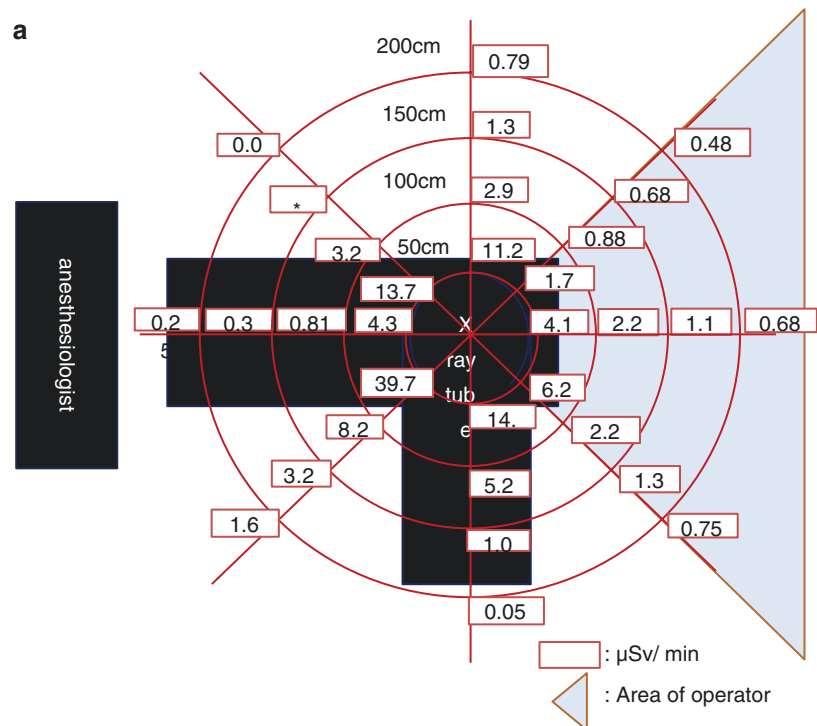 a
200cm
0.79
150cm
1.3
0.0
0.48
100cm
2.9
0.68
*
3.2
50cm
11.2
0.88
13.7
1.7
anesthesiologist
0.2
0.3
0.81
4.3
X
4.1
2.2
1.1
0.68
5
ray
39.7
tub
6.2
14.
e
8.2
2.2
3.2
5.2
1.3
1.6
1.0
0.75
0.05
: µSv/ min
: Area of operator